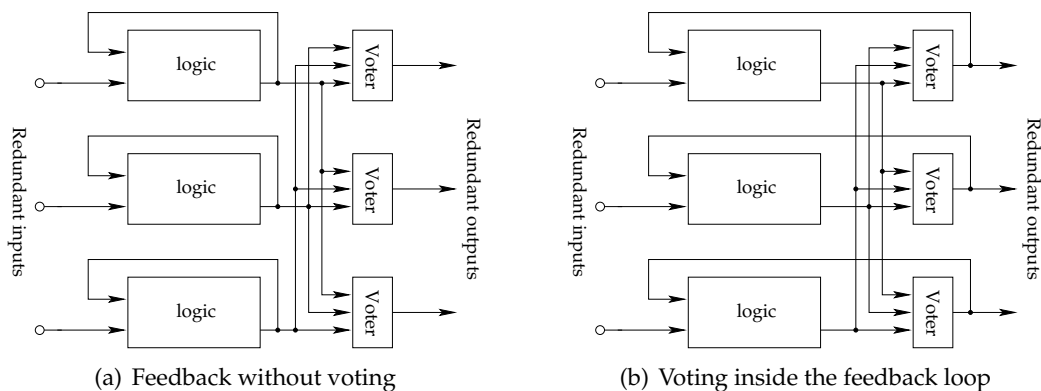 Redundant inputs
logic
logic
logic
Voter
Voter
Voter
Redundant outputs
(a) Feedback without voting
Redundant inputs
logic
logic
logic
Voter
Voter
Voter
Redundant outputs
(b) Voting inside the feedback loop